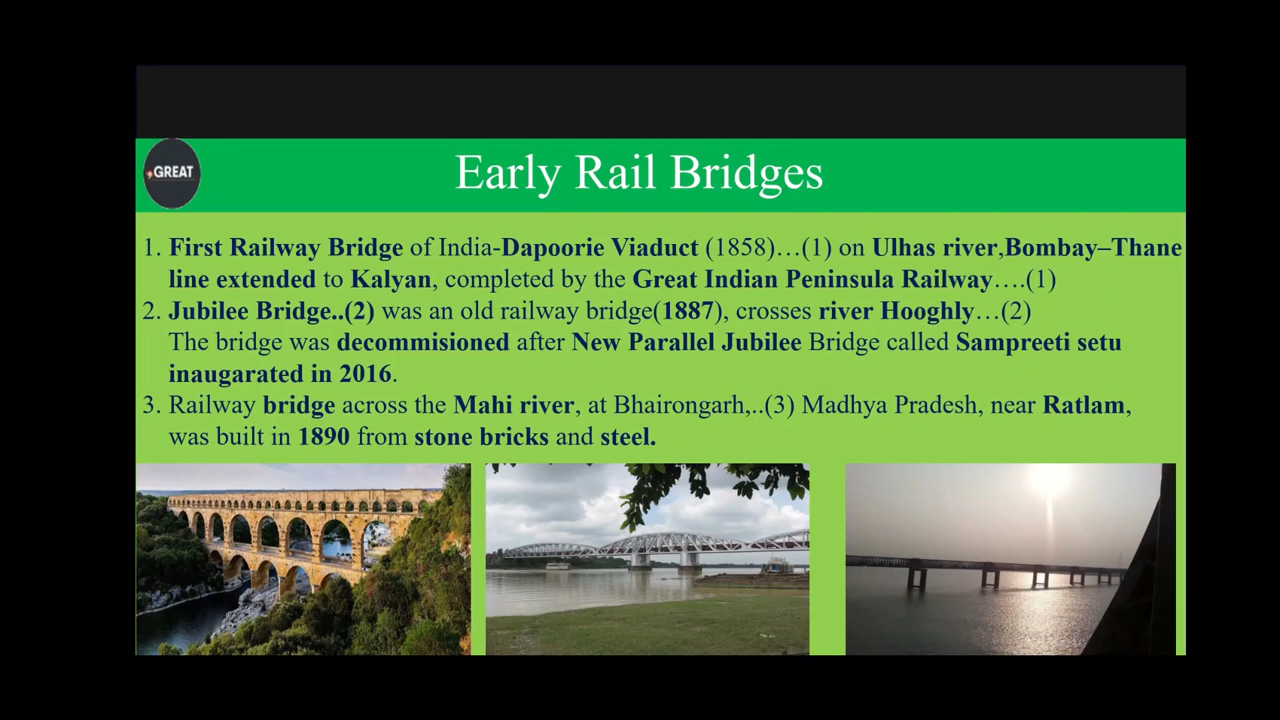 GREAT
Early Rail Bridges
1. First Railway Bridge of India-Dapoorie Viaduct (1858)…(1) on Ulhas river,Bombay–Thane
line extended to Kalyan, completed by the Great Indian Peninsula Railway….(1)
2. Jubilee Bridge..(2) was an old railway bridge(1887), crosses river Hooghly…(2)
The bridge was decommisioned after New Parallel Jubilee Bridge called Sampreeti setu
inaugarated in 2016.
3. Railway bridge across the Mahi river, at Bhairongarh,..(3) Madhya Pradesh, near Ratlam,
was built in 1890 from stone bricks and steel.